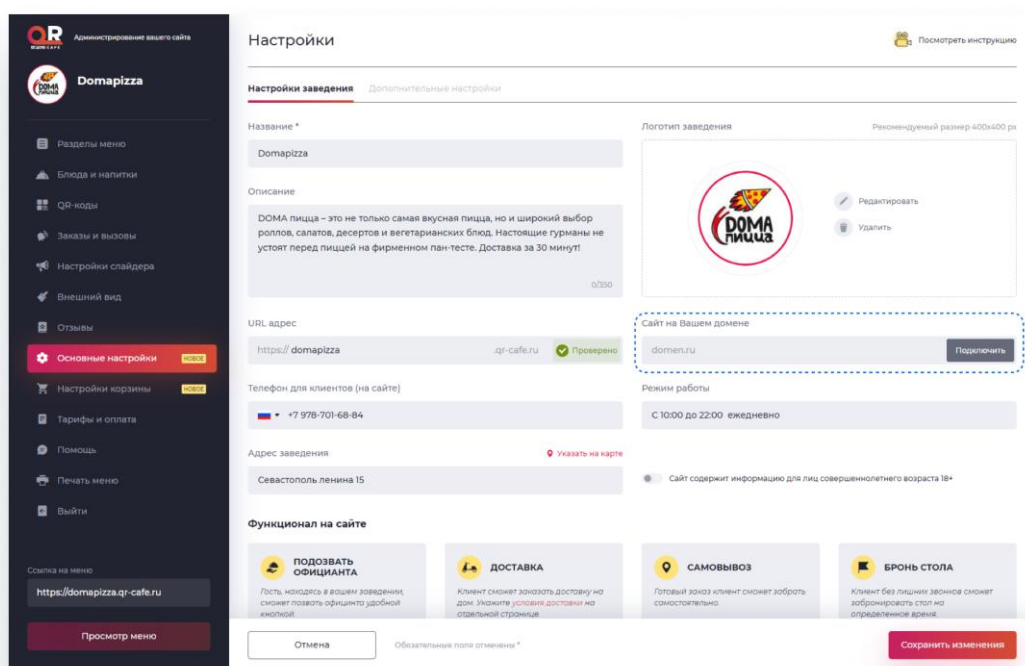 QR
Администрирование вашего сайта
DOMA ПИЦЦА
Domapizza
Разделы меню
Блюда и напитки
QR-коды
Заказы и вызовы
Настройки слайдера
Внешний вид
Отзывы
Основные настройки НОВОЕ
Настройки корзины НОВОЕ
Тарифы и оплата
Помощь
Печать меню
Выйти
Ссылка на меню
https://domapizza.qr-cafe.ru
Просмотр меню
Настройки
Посмотреть инструкцию
Настройки заведения Дополнительные настройки
Название *
Domapizza
Описание
DOMA пицца – это не только самая вкусная пицца, но и широкий выбор
роллов, салатов, десертов и вегетарианских блюд. Настоящие гурманы не
устоят перед пиццей на фирменном пан-тесте. Доставка за 30 минут!
0/350
Логотип заведения Рекомендуемый размер 400x400 px
DOMA
ПИЦЦА
Редактировать
Удалить
URL адрес
https:// domapizza .qr-cafe.ru Проверено
Сайт на Вашем домене
domen.ru Подключить
Телефон для клиентов (на сайте)
+7 978-701-68-84
Режим работы
С 10:00 до 22:00 ежедневно
Адрес заведения Указать на карте
Севастополь ленина 15
Сайт содержит информацию для лиц совершеннолетнего возраста 18+
Функционал на сайте
ПОДОЗВАТЬ
ОФИЦИАНТА
Гость, находясь в вашем заведении,
сможет позвать официнта удобной
кнопкой
ДОСТАВКА
Клиент сможет заказать доставку на
дом. Укажите условия доставки на
отдельной странице
САМОВЫВОЗ
Готовый заказ клиент сможет забрать
самостоятельно
БРОНЬ СТОЛА
Клиент без лишних звонков сможет
забронировать стол на
определенное время.
Отмена
Обязательные поля отмечены *
Сохранить изменения